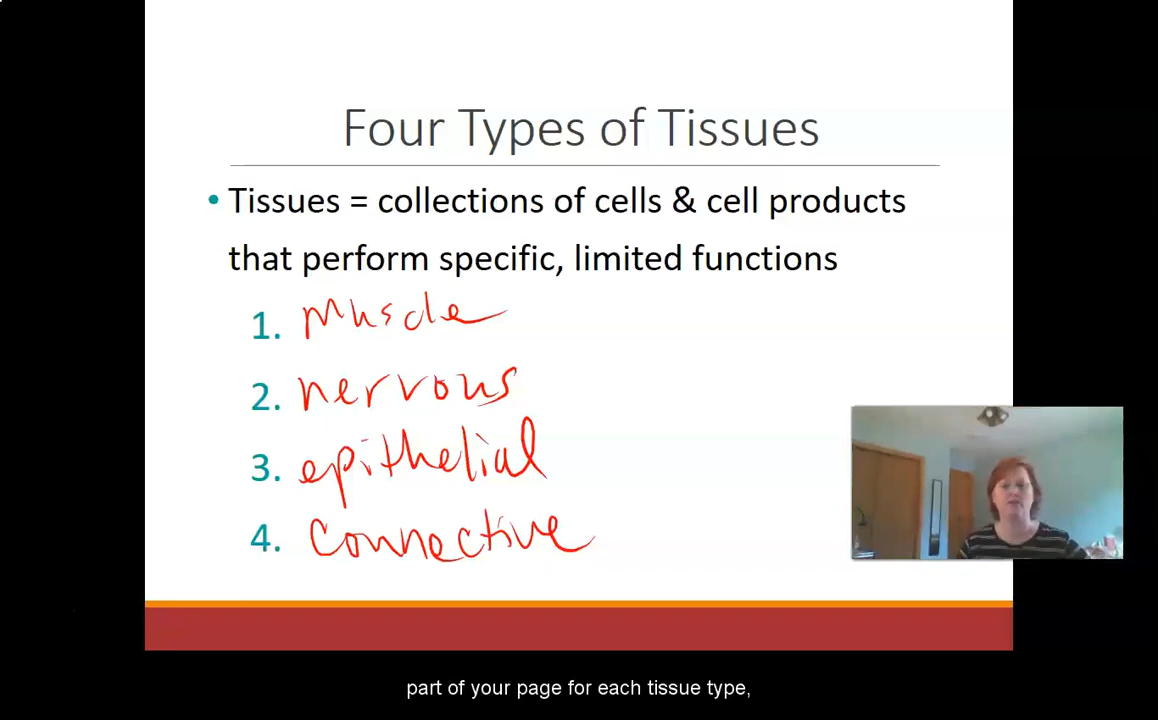 Four Types of Tissues
• Tissues = collections of cells & cell products
that perform specific, limited functions
1. Muscle
2. nervous
3. epithelial
4. Connective
part of your page for each tissue type,